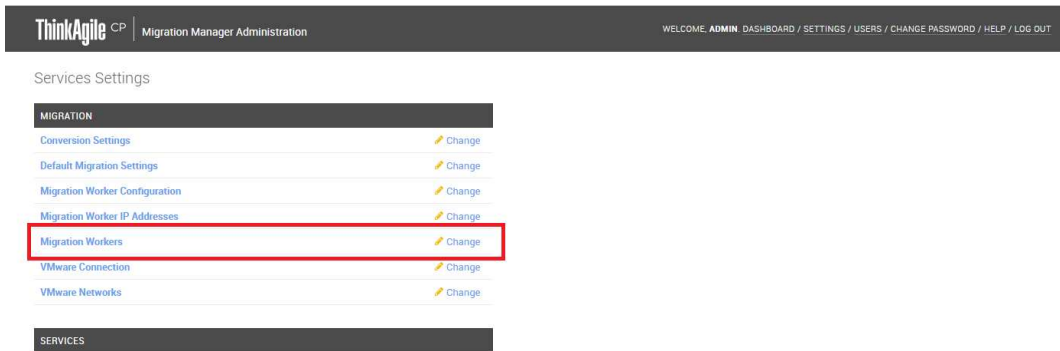 ThinkAgile CP | Migration Manager Administration
WELCOME, ADMIN. DASHBOARD / SETTINGS / USERS / CHANGE PASSWORD / HELP / LOG OUT
Services Settings
MIGRATION
Conversion Settings Change
Default Migration Settings Change
Migration Worker Configuration Change
Migration Worker IP Addresses Change
Migration Workers Change
VMware Connection Change
VMware Networks Change
SERVICES